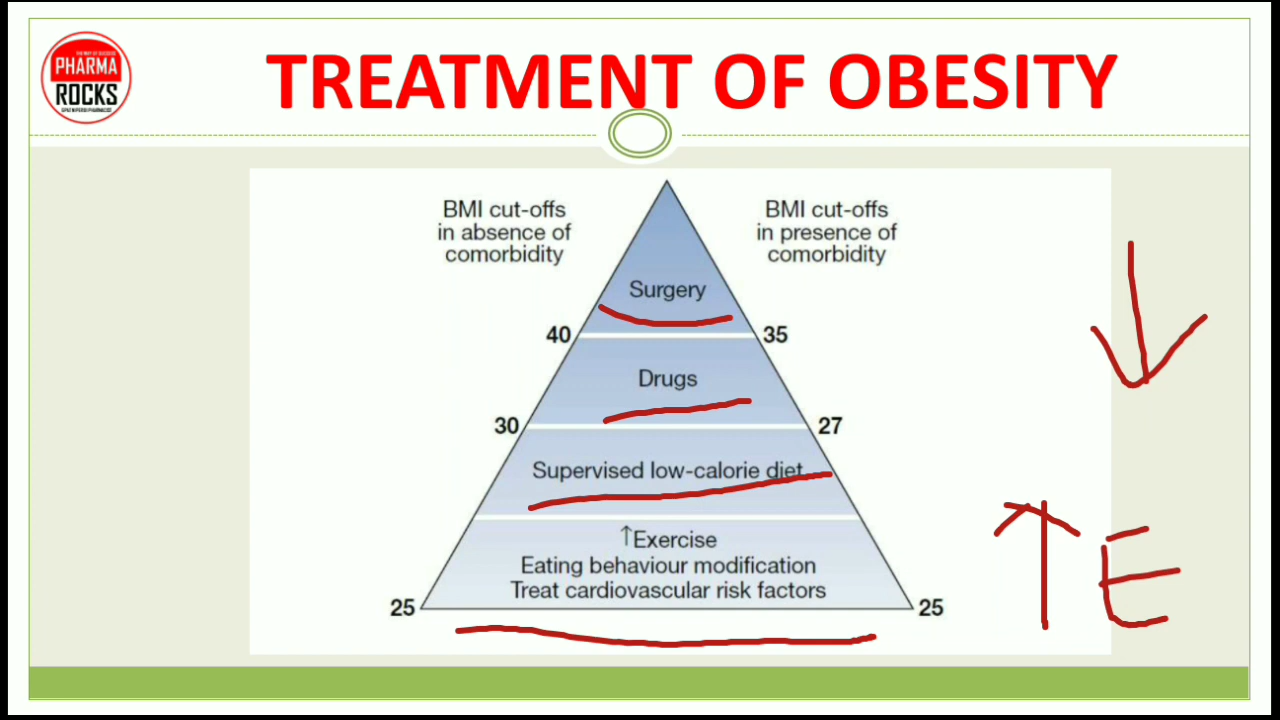 PHARMA
ROCKS
TREATMENT OF OBESITY
BMI cut-offs
in absence of
comorbidity
BMI cut-offs
in presence of
comorbidity
Surgery
40
35
Drugs
30
27
Supervised low-calorie diet
↑Exercise
Eating behaviour modification
Treat cardiovascular risk factors
25
25
↓
↑ E